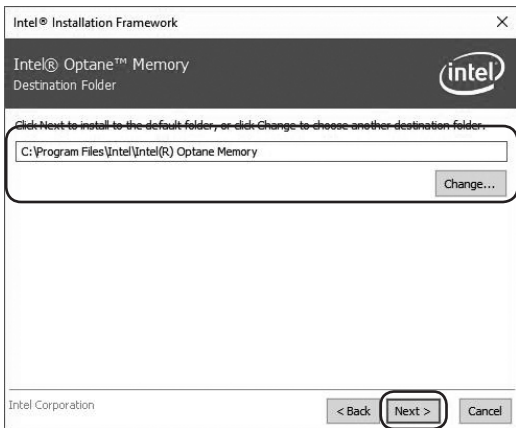 Intel® Installation Framework
Intel® Optane™ Memory
Destination Folder
intel
Click Next to install to the default folder, or click Change to choose another destination folder.
C:\Program Files\Intel\Intel(R) Optane Memory
Change...
Intel Corporation
< Back Next > Cancel